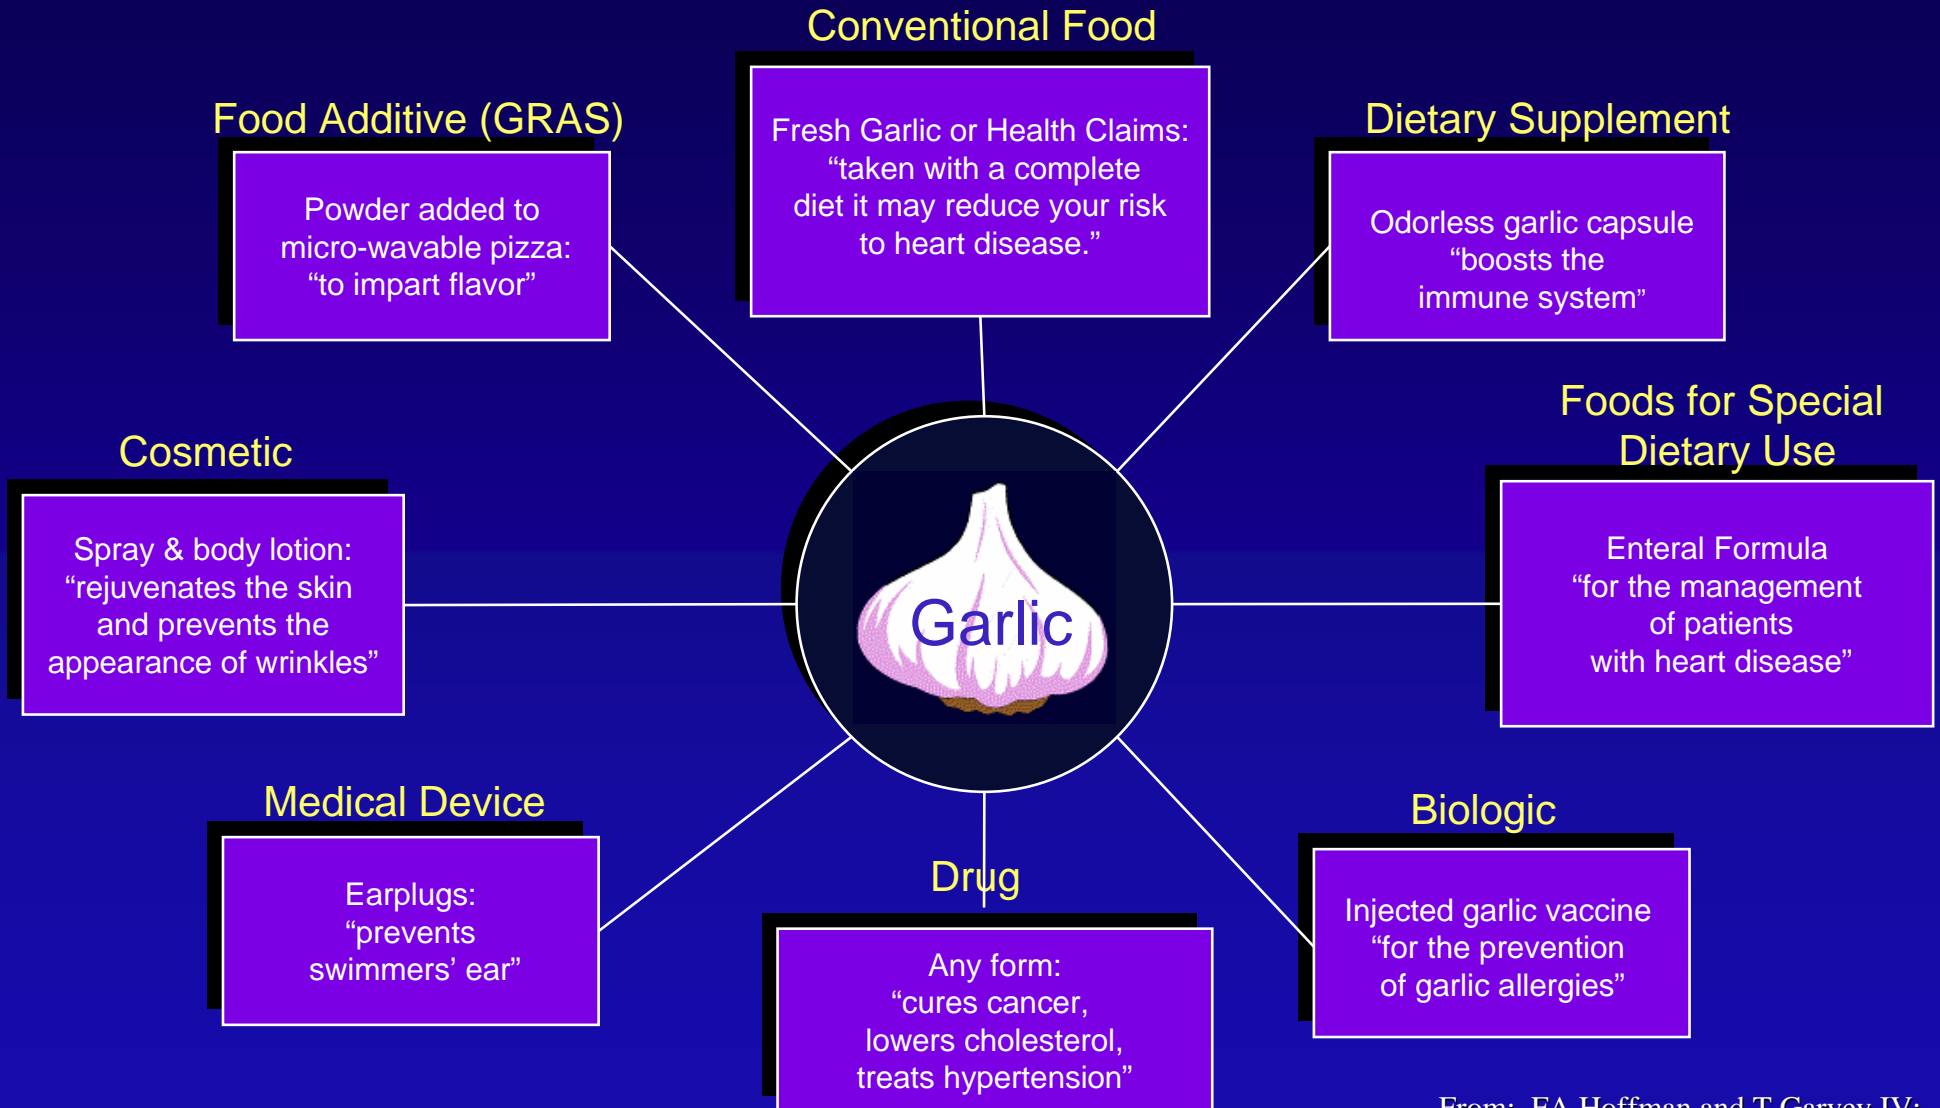 Conventional Food
Fresh Garlic or Health Claims:
“taken with a complete
diet it may reduce your risk
to heart disease.”
Food Additive (GRAS)
Powder added to
micro-wavable pizza:
“to impart flavor”
Dietary Supplement
Odorless garlic capsule
“boosts the
immune system”
Cosmetic
Spray & body lotion:
“rejuvenates the skin
and prevents the
appearance of wrinkles”
Garlic
Foods for Special
Dietary Use
Enteral Formula
“for the management
of patients
with heart disease”
Medical Device
Earplugs:
“prevents
swimmers’ ear”
Drug
Any form:
“cures cancer,
lowers cholesterol,
treats hypertension”
Biologic
Injected garlic vaccine
“for the prevention
of garlic allergies”
From: FA Hoffman and T Garvey IV: